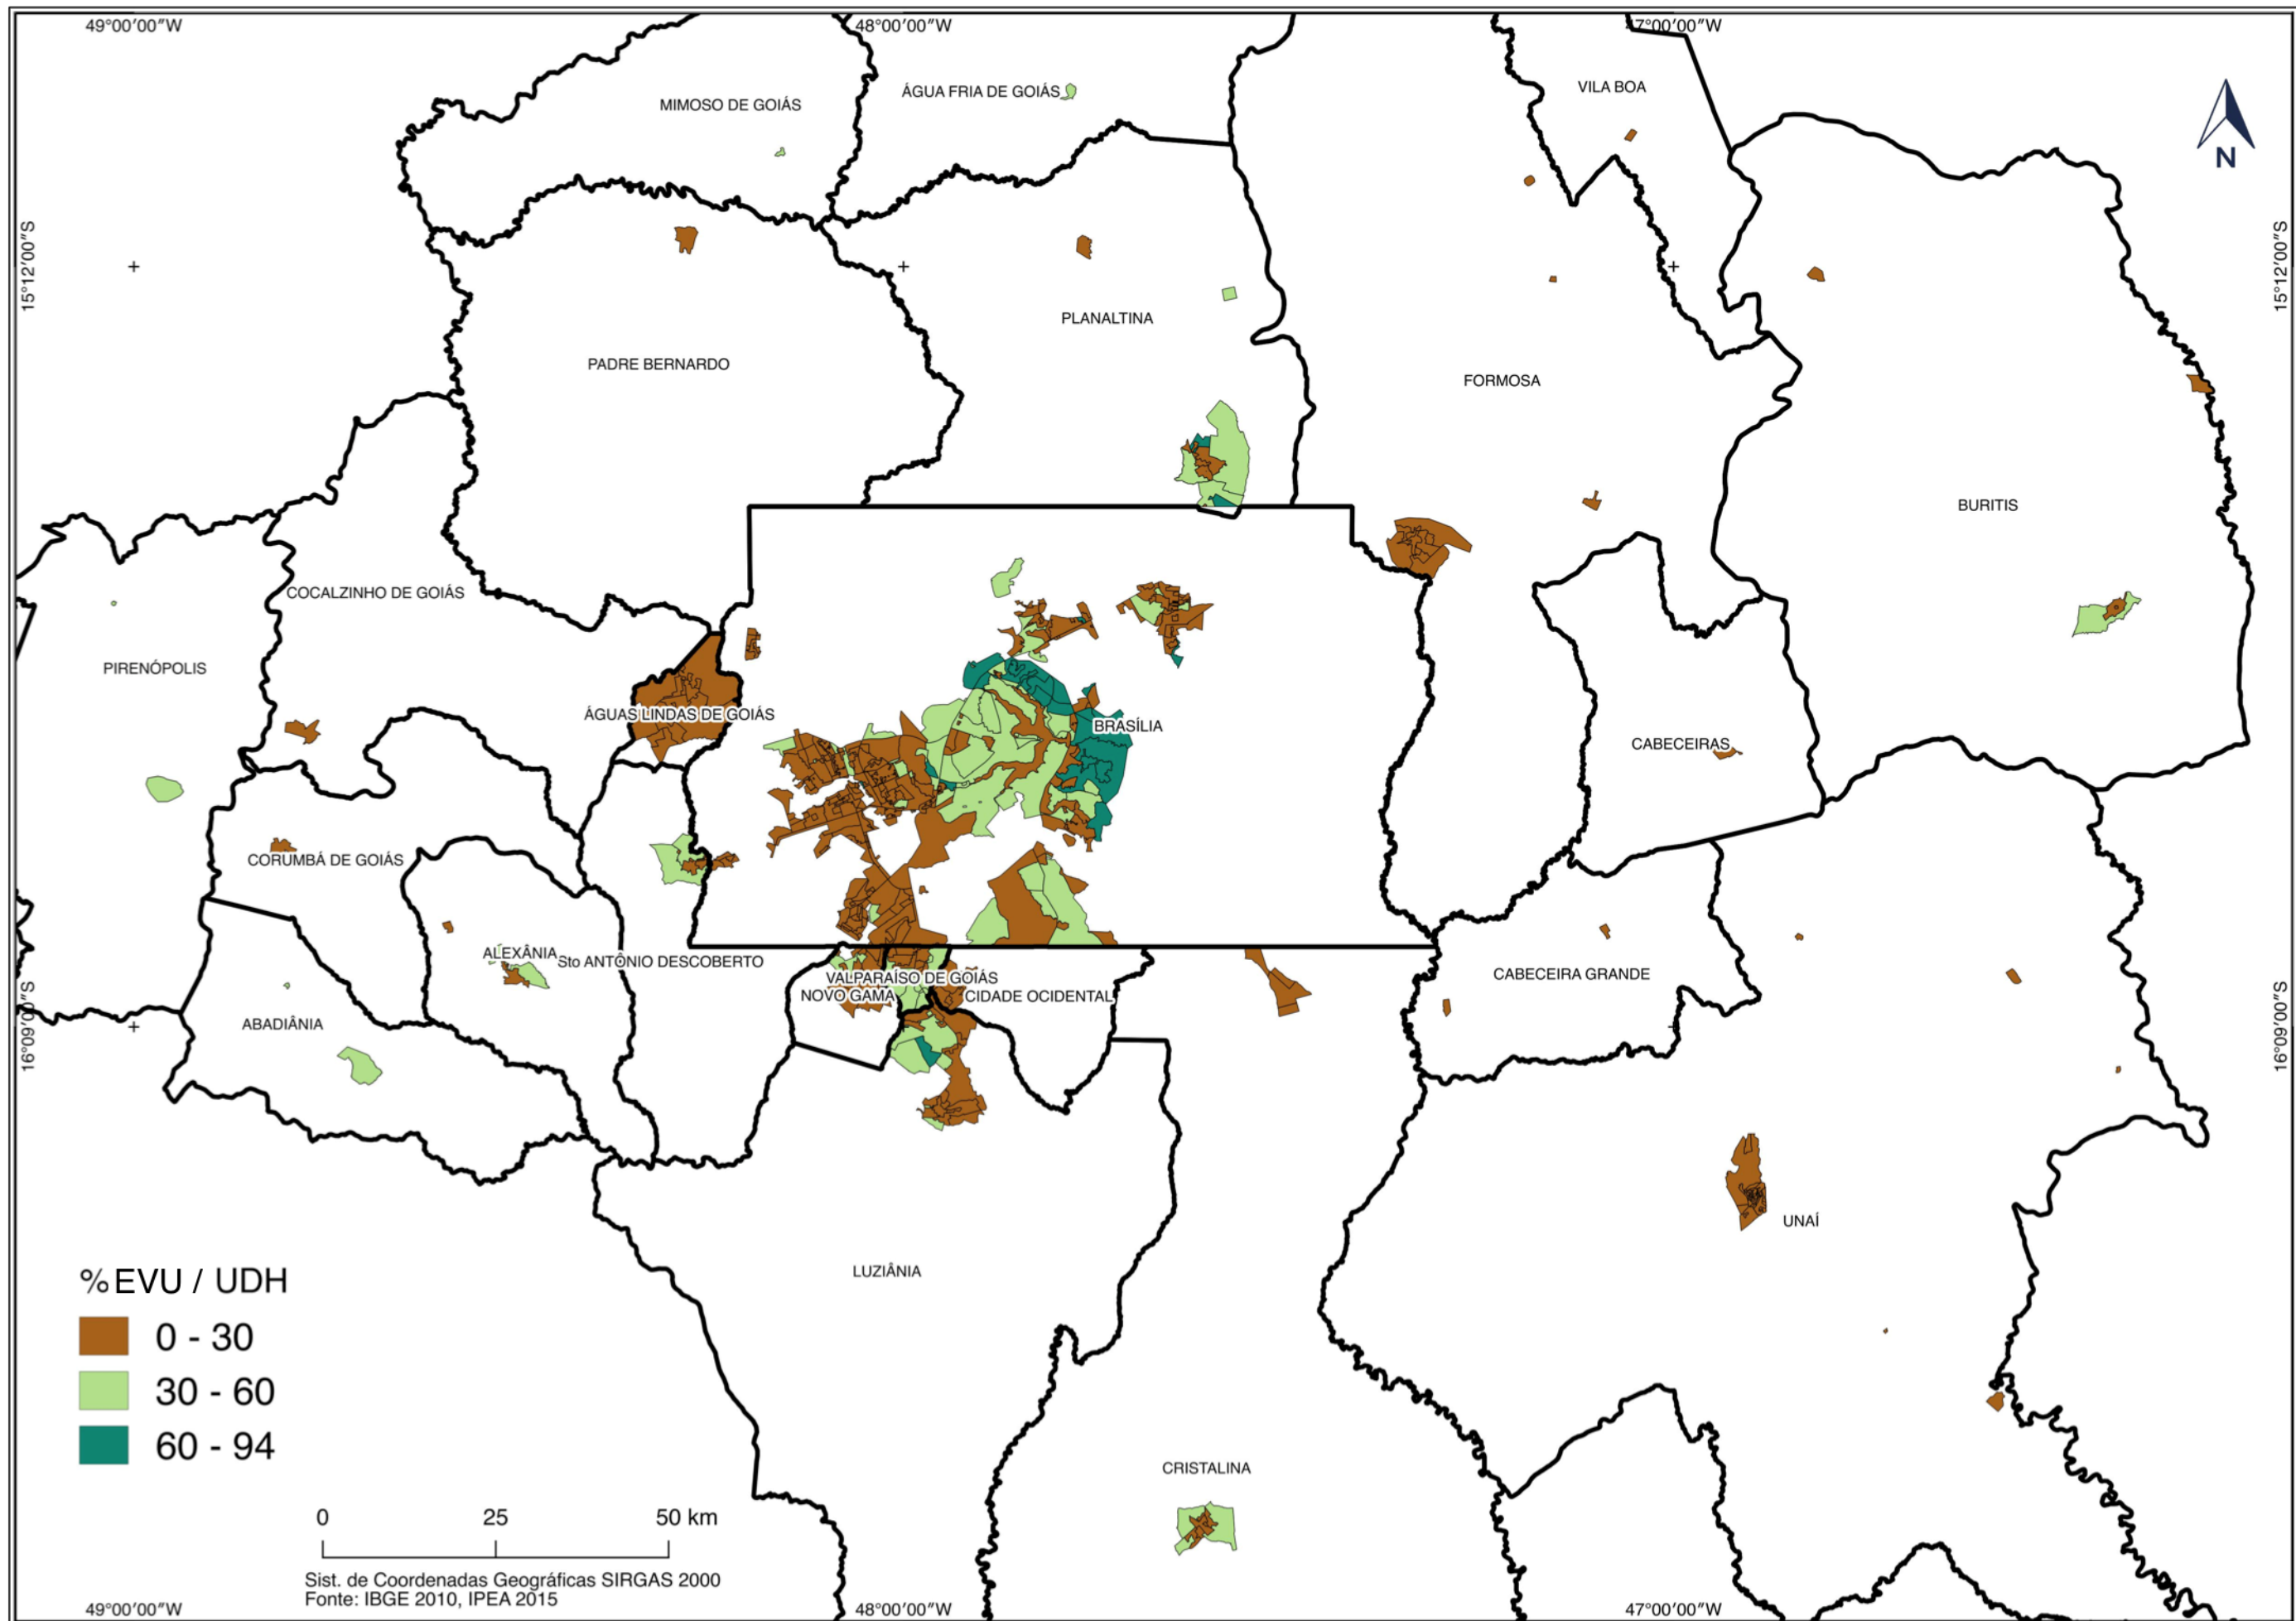 49°00′00″W
48°00′00″W
47°00′00″W
VILA BOA
ÁGUA FRIA DE GOIÁS
MIMOSO DE GOIÁS
N
15°12′00″S
15°12′00″S
PLANALTINA
PADRE BERNARDO
FORMOSA
BURITIS
COCALZINHO DE GOIÁS
PIRENÓPOLIS
ÁGUAS LINDAS DE GOIÁS
BRASÍLIA
CABECEIRAS
CORUMBÁ DE GOIÁS
ALEXÂNIA
Sto ANTÔNIO DESCOBERTO
VALPARAÍSO DE GOIÁS
CABECEIRA GRANDE
NOVO GAMA
CIDADE OCIDENTAL
ABADIÂNIA
16°09′00″S
16°09′00″S
UNAÍ
LUZIÂNIA
% EVU / UDH
0 - 30
30 - 60
60 - 94
CRISTALINA
0 25 50 km
Sist. de Coordenadas Geográficas SIRGAS 2000
Fonte: IBGE 2010, IPEA 2015
49°00′00″W
48°00′00″W
47°00′00″W